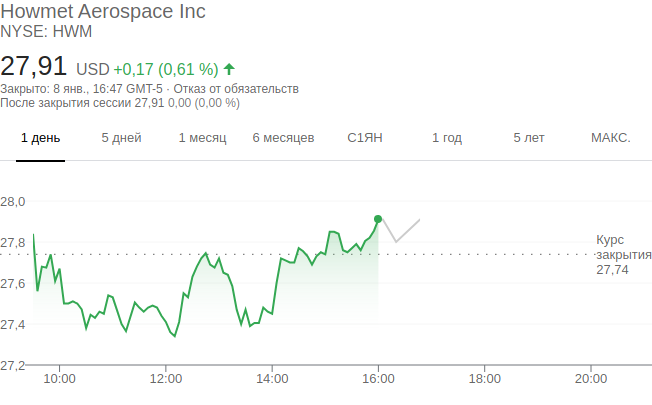 Howmet Aerospace Inc
NYSE: HWM
27,91 USD +0,17 (0,61 %)
Закрыто: 8 янв., 16:47 GMT-5 · Отказ от обязательств
После закрытия сессии 27,91 0,00 (0,00 %)
1 день 5 дней 1 месяц 6 месяцев С1ЯН 1 год 5 лет МАКС.
28,0
27,8
27,6
27,4
27,2
Курс
закрытия
27,74
10:00 12:00 14:00 16:00 18:00 20:00